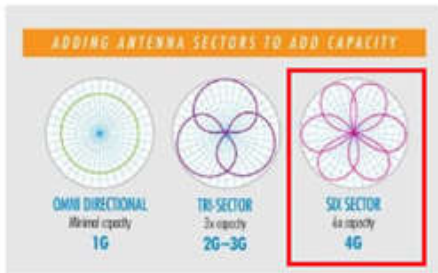 ADDING ANTENNA SECTORS TO ADD CAPACITY
OMNI DIRECTIONAL
Minimal capacity
1G
TRI-SECTOR
3x capacity
2G–3G
SIX SECTOR
6x capacity
4G